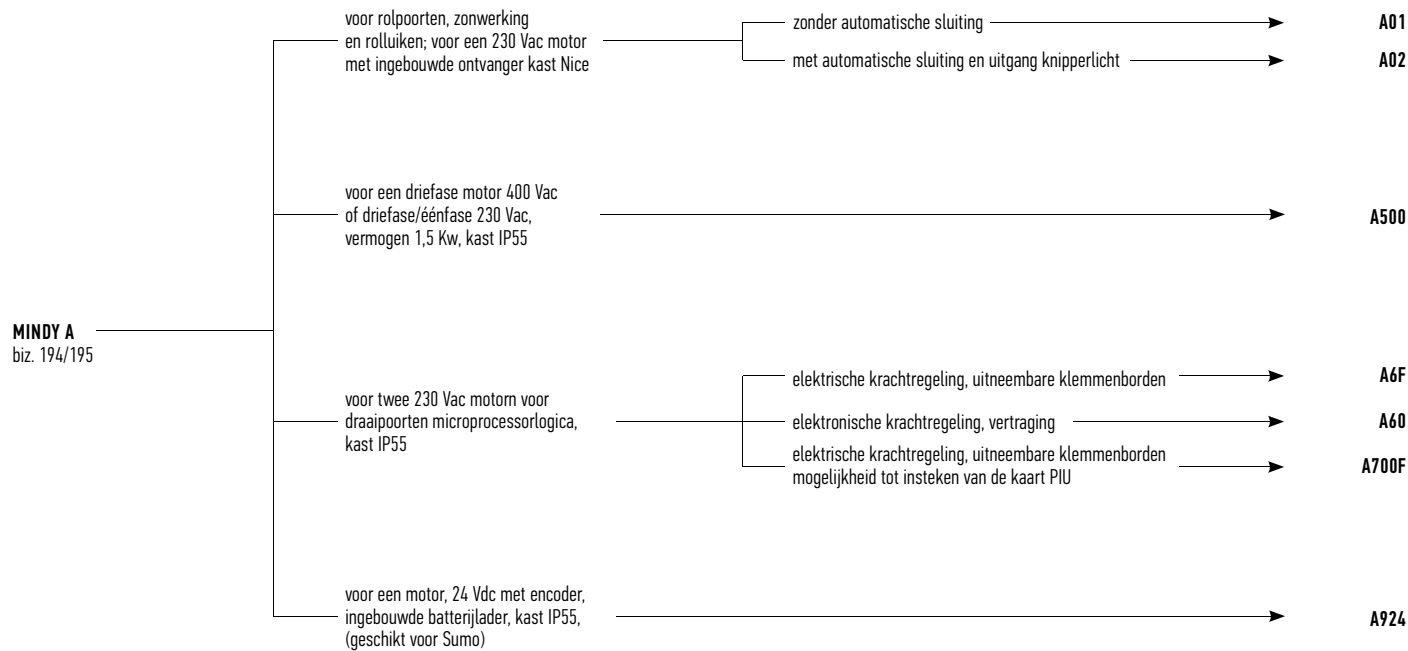 voor rolpoorten, zonwerking
en rolluiken; voor een 230 Vac motor
met ingebouwde ontvanger kast Nice
zonder automatische sluiting
A01
met automatische sluiting en uitgang knipperlicht
A02
voor een driefase motor 400 Vac
of driefase/éénfase 230 Vac,
vermogen 1,5 Kw, kast IP55
A500
MINDY A
biz. 194/195
voor twee 230 Vac motorn voor
draaipoorten microprocessorlogica,
kast IP55
elektrische krachtregeling, uitneembare klemmenborden
A6F
elektronische krachtregeling, vertraging
A60
elektrische krachtregeling, uitneembare klemmenborden
mogelijkheid tot insteken van de kaart PIU
A700F
voor een motor, 24 Vdc met encoder,
ingebouwde batterijlader, kast IP55,
(geschikt voor Sumo)
A924